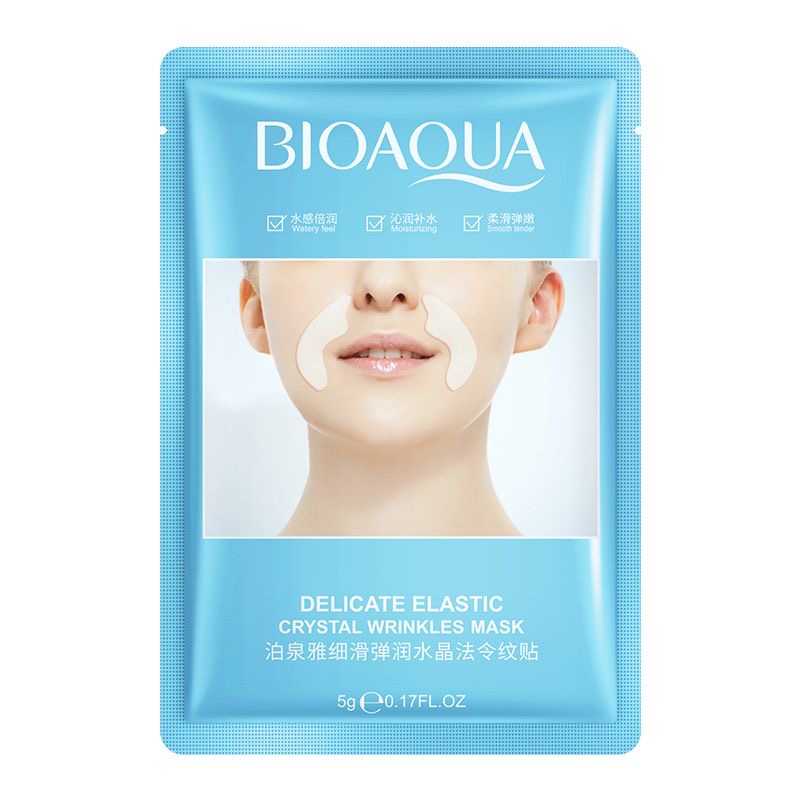 BIOAQUA
水感倍润
Watery feel
沁润补水
Moisturizing
柔滑弹嫩
Smooth tender
DELICATE ELASTIC
CRYSTAL WRINKLES MASK
泊泉雅细滑弹润水晶法令纹贴
5g ℮0.17FL.OZ